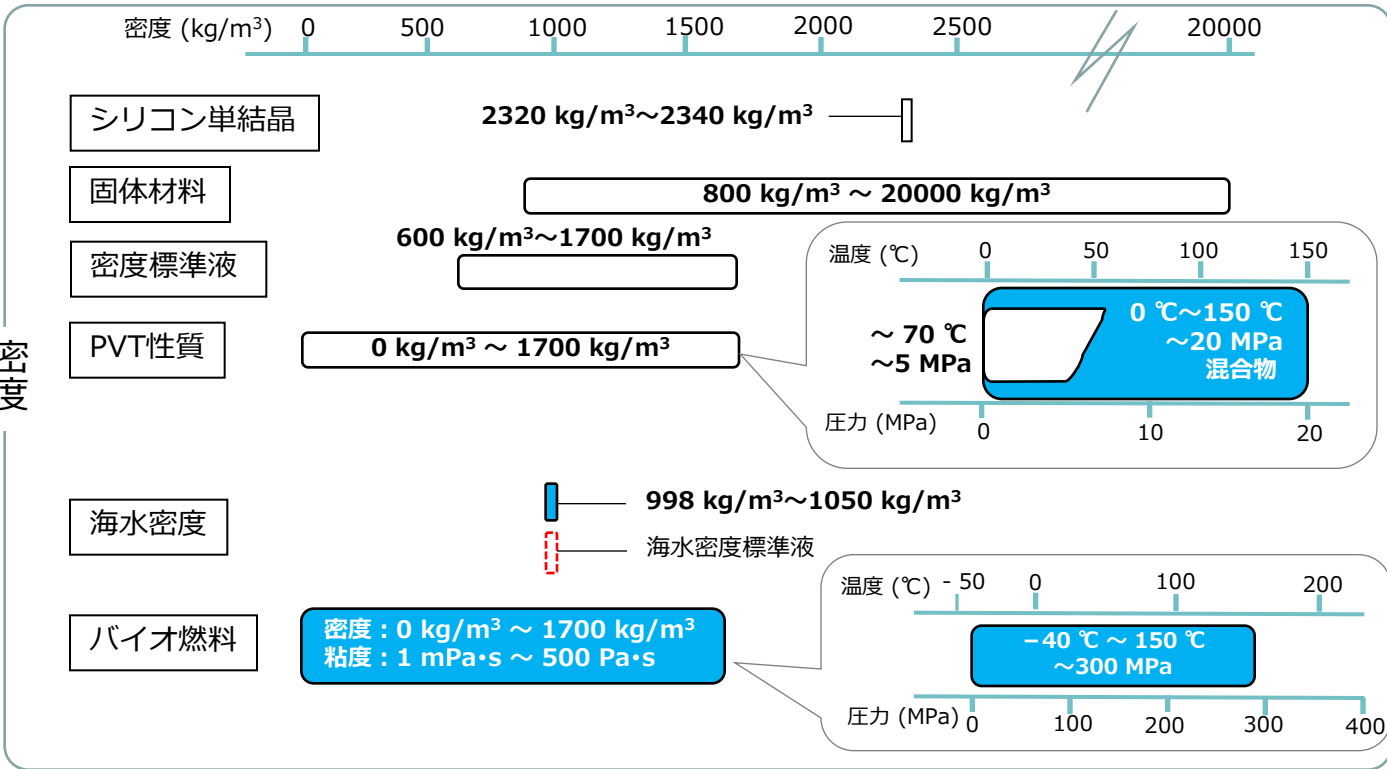 密度 (kg/m³) 0 500 1000 1500 2000 2500 20000
シリコン単結晶
2320 kg/m³～2340 kg/m³
固体材料
800 kg/m³ ～ 20000 kg/m³
密度標準液
600 kg/m³～1700 kg/m³
PVT性質
0 kg/m³ ～ 1700 kg/m³
温度 (℃) 0 50 100 150
～ 70 ℃
～5 MPa
0 ℃～150 ℃
～20 MPa
混合物
圧力 (MPa) 0 10 20
密度
海水密度
998 kg/m³～1050 kg/m³
海水密度標準液
バイオ燃料
密度：0 kg/m³ ～ 1700 kg/m³
粘度：1 mPa･s ～ 500 Pa･s
温度 (℃) - 50 0 100 200
－40 ℃ ～ 150 ℃
～300 MPa
圧力 (MPa) 0 100 200 300 400